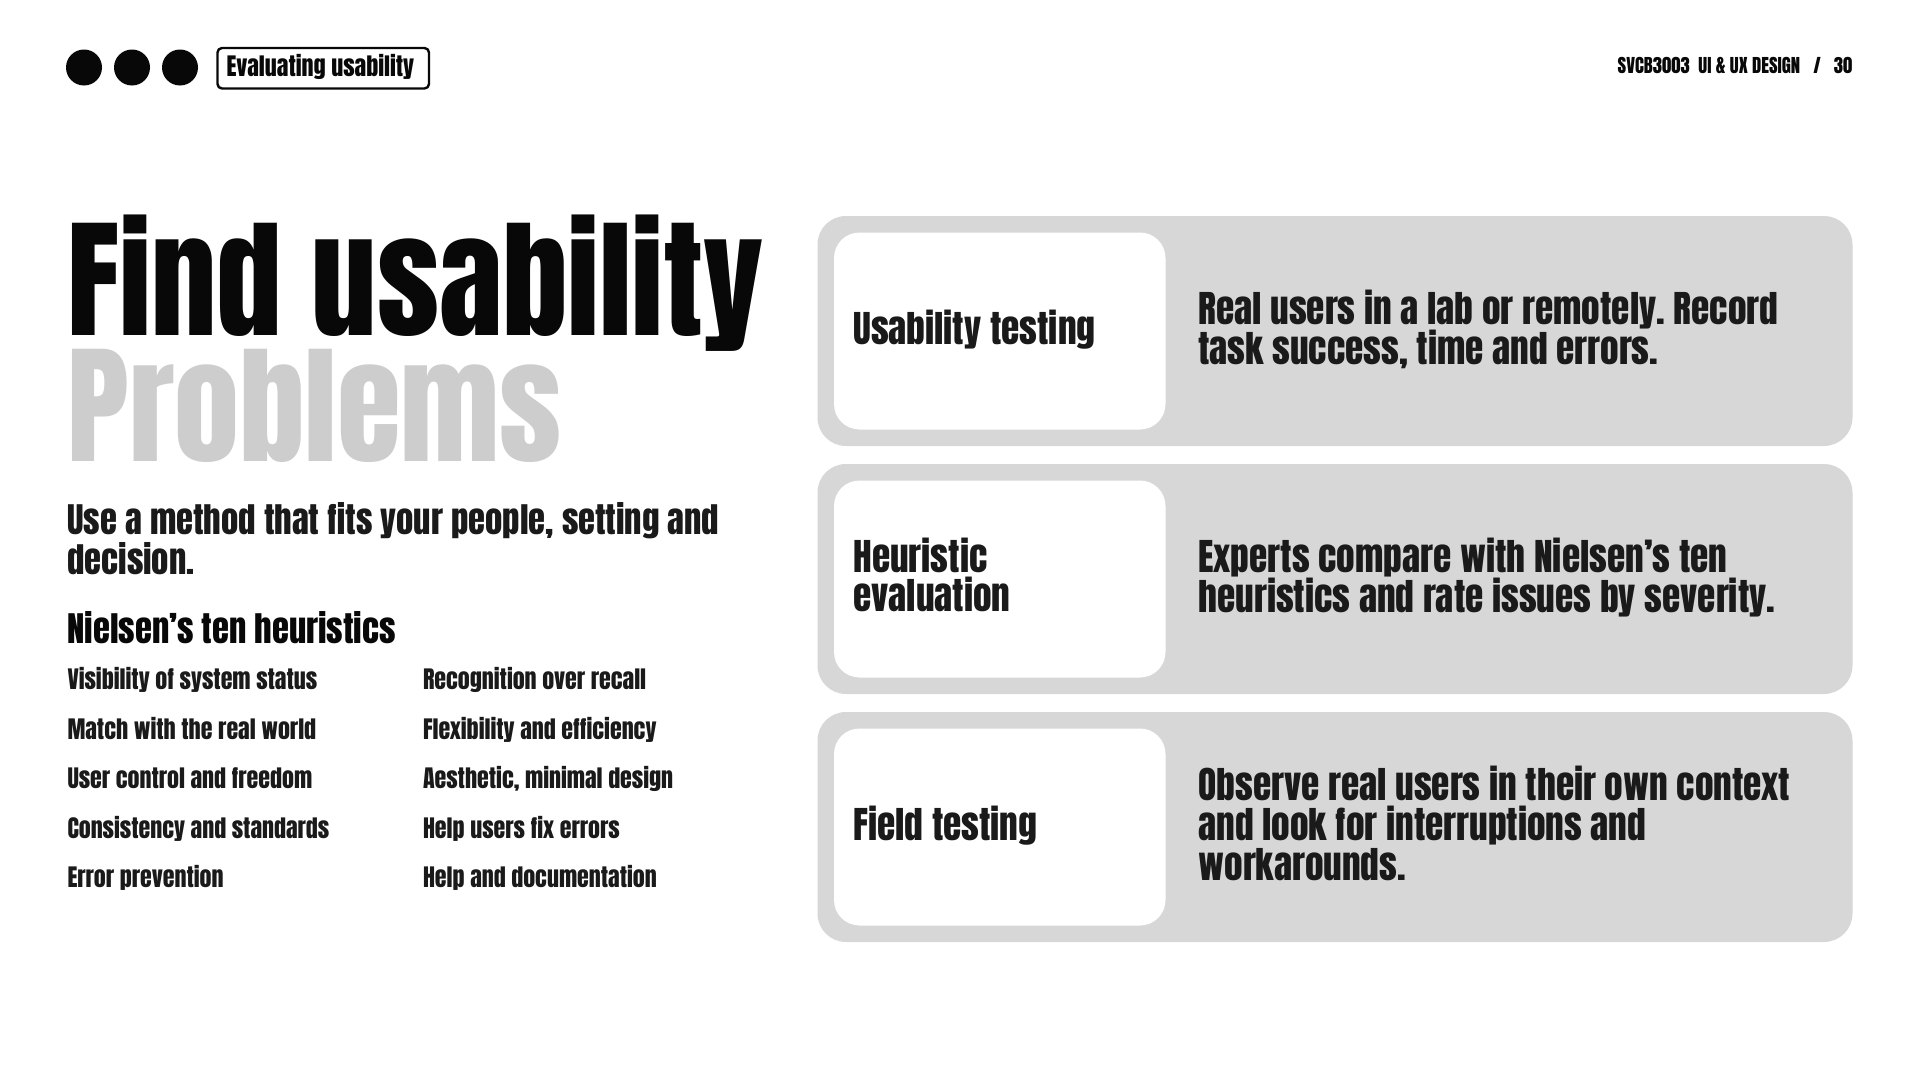 Evaluating usability
SVCB3003 UI & UX DESIGN / 30
Find usability
Problems
Use a method that fits your people, setting and
decision.
Nielsen’s ten heuristics
Visibility of system status
Match with the real world
User control and freedom
Consistency and standards
Error prevention
Recognition over recall
Flexibility and efficiency
Aesthetic, minimal design
Help users fix errors
Help and documentation
Usability testing
Real users in a lab or remotely. Record
task success, time and errors.
Heuristic
evaluation
Experts compare with Nielsen’s ten
heuristics and rate issues by severity.
Field testing
Observe real users in their own context
and look for interruptions and
workarounds.